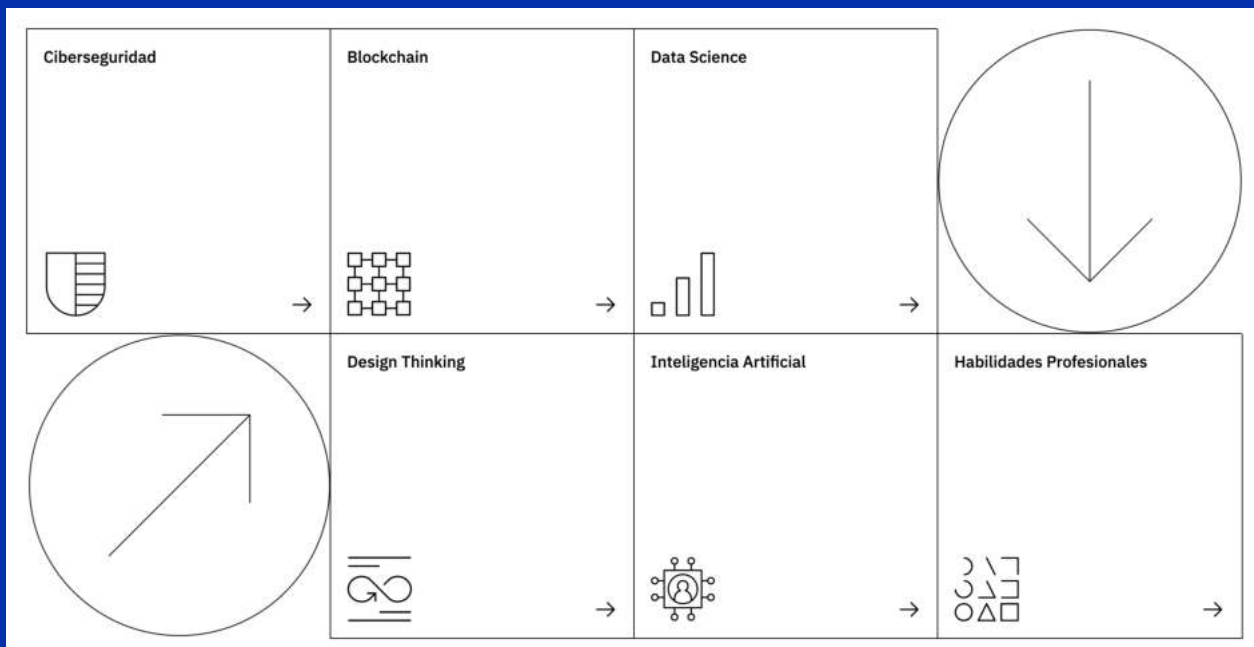 Ciberseguridad
Blockchain
Data Science
Design Thinking
Inteligencia Artificial
Habilidades Profesionales